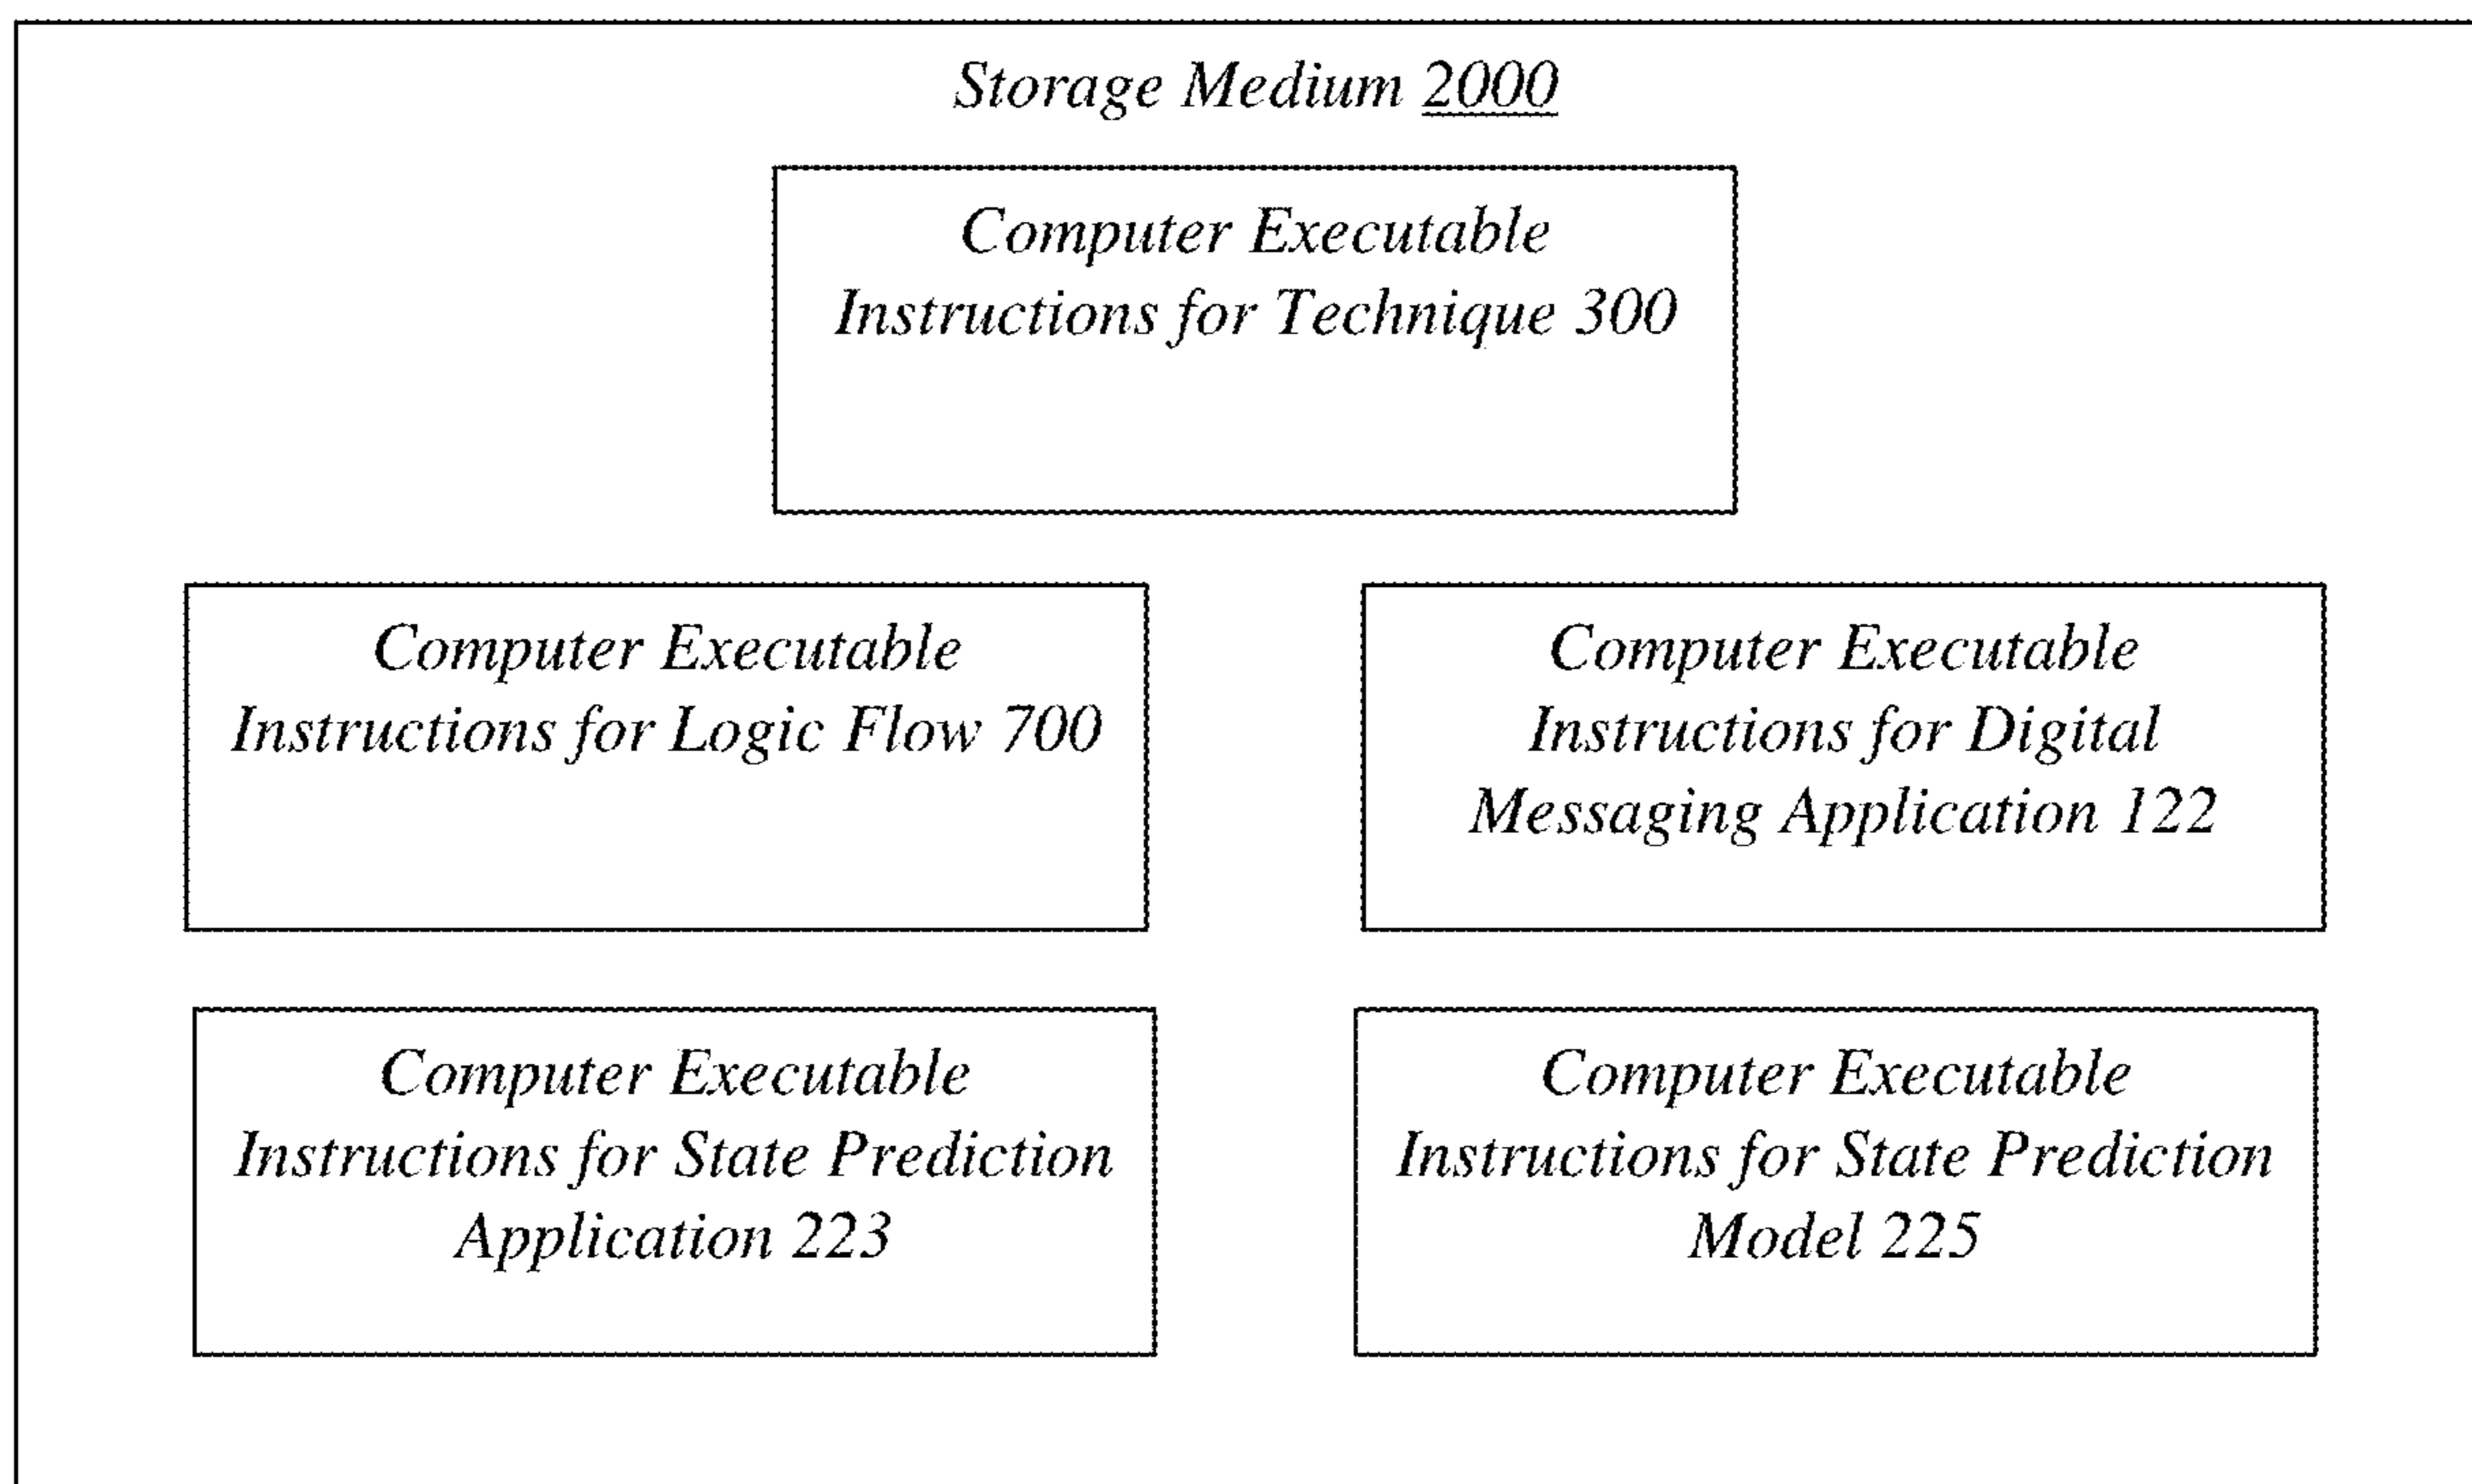 Storage Medium 2000
Computer Executable
Instructions for Technique 300
Computer Executable
Instructions for Logic Flow 700
Computer Executable
Instructions for Digital
Messaging Application 122
Computer Executable
Instructions for State Prediction
Application 223
Computer Executable
Instructions for State Prediction
Model 225